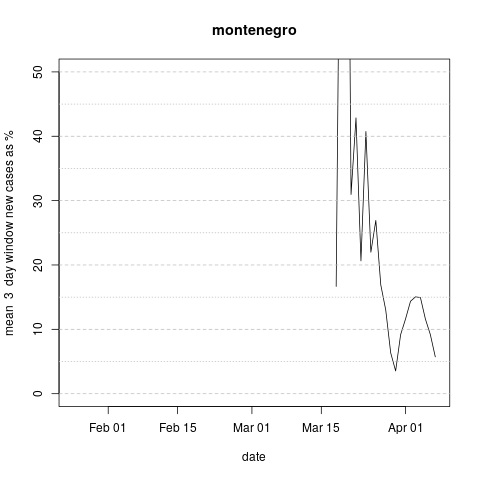 montenegro
mean 3 day window new cases as %
50
40
30
20
10
0
Feb 01
Feb 15
Mar 01
Mar 15
Apr 01
date